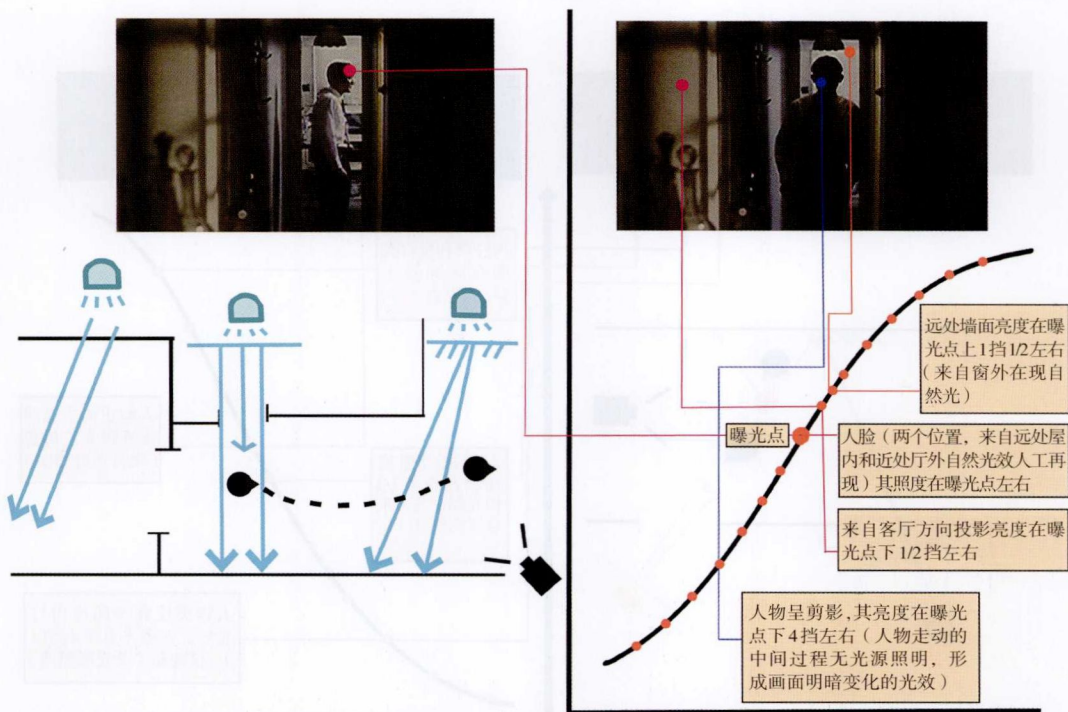 远处墙面亮度在曝
光点上1挡1/2左右
（来自窗外在现自
然光）
曝光点
人脸（两个位置，来自远处屋
内和近处厅外自然光效人工再
现）其照度在曝光点左右
来自客厅方向投影亮度在曝
光点下1/2挡左右
人物呈剪影，其亮度在曝光
点下4挡左右（人物走动的
中间过程无光源照明，形
成画面明暗变化的光效）